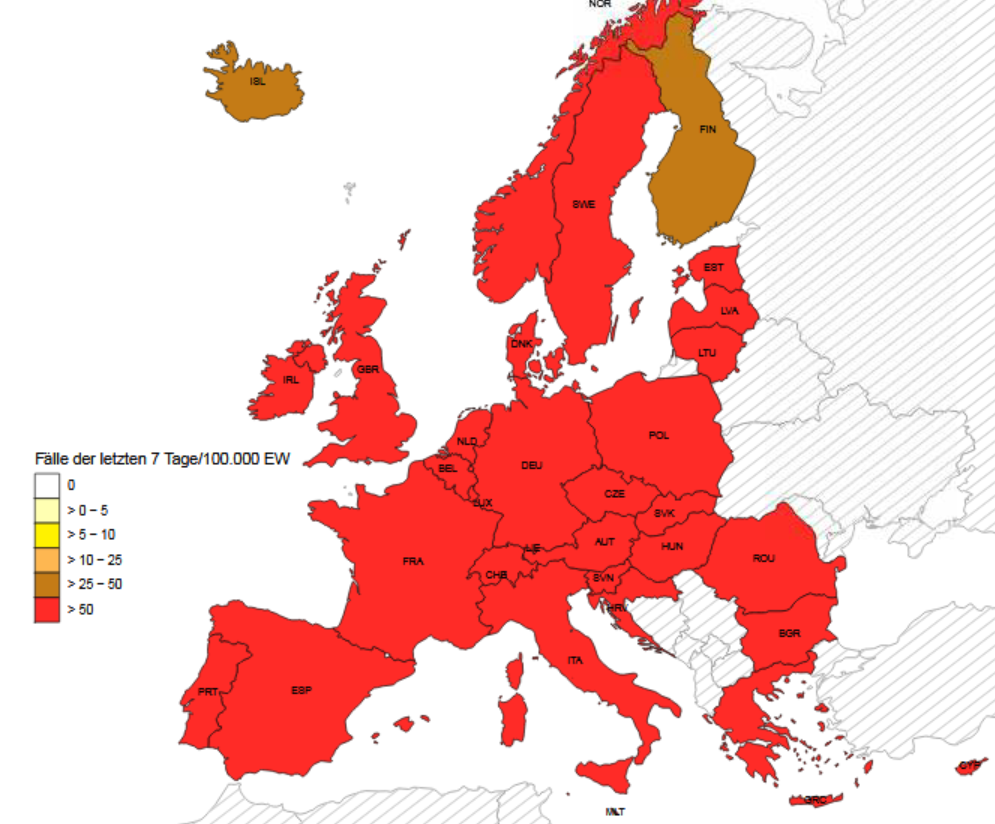 NOR
ISL
FIN
SWE
EST
LVA
DNK
LTU
GBR
IRL
POL
NLD
Fälle der letzten 7 Tage/100.000 EW
DEU
BEL
0
CZE
LUX
> 0 – 5
SVK
> 5 – 10
AUT
HUN
LIE
> 10 – 25
FRA
ROU
CHE
SVN
> 25 – 50
HRV
> 50
BGR
ITA
PRT
ESP
CYP
GRC
MLT